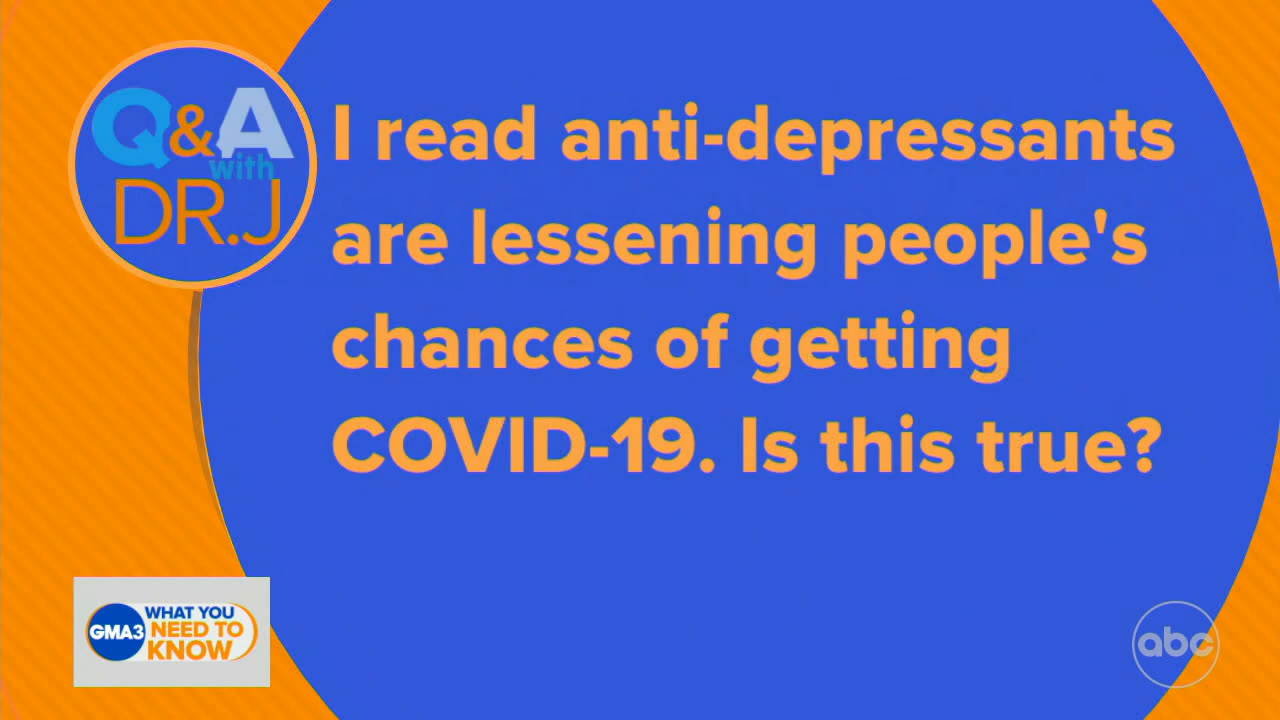 Q&A
with
DR.J
I read anti-depressants
are lessening people's
chances of getting
COVID-19. Is this true?
GMA3
WHAT YOU
NEED TO
KNOW
abc